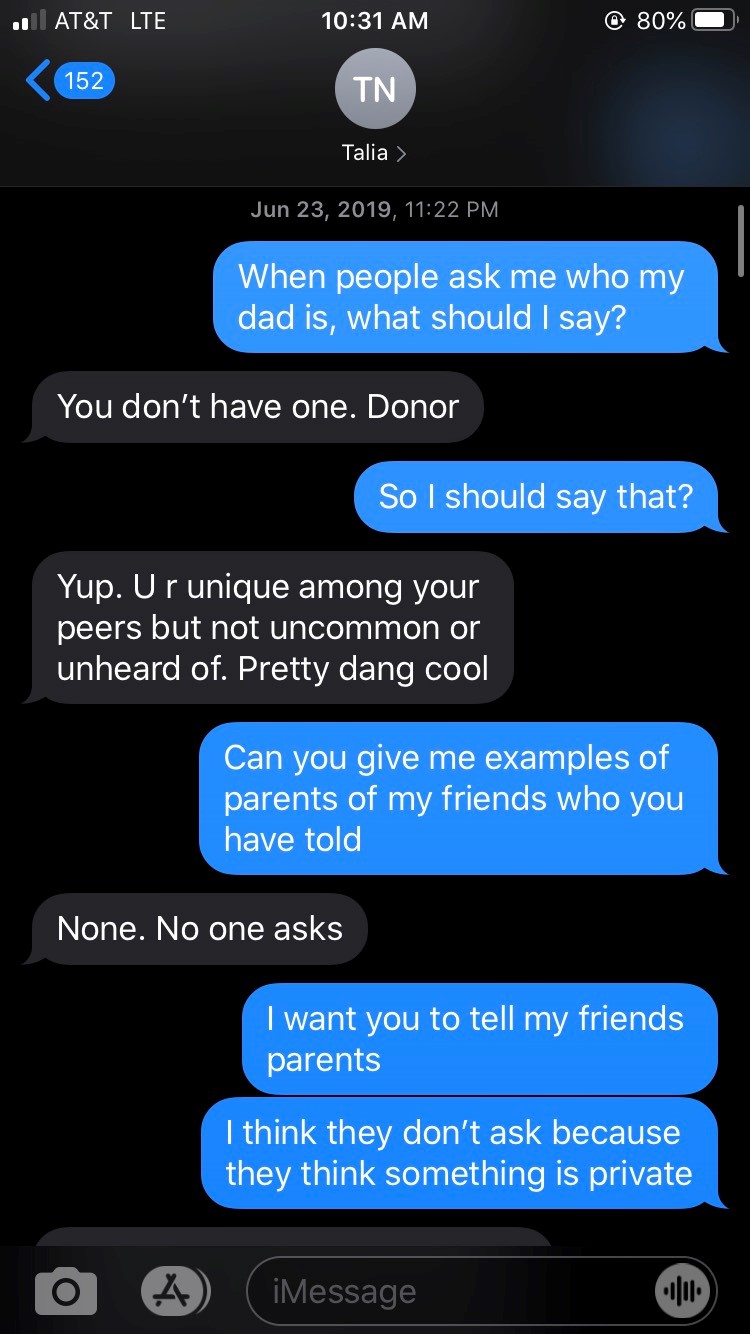 AT&T LTE 10:31 AM 80%
152
TN
Talia
Jun 23, 2019, 11:22 PM
When people ask me who my
dad is, what should I say?
You don’t have one. Donor
So I should say that?
Yup. U r unique among your
peers but not uncommon or
unheard of. Pretty dang cool
Can you give me examples of
parents of my friends who you
have told
None. No one asks
I want you to tell my friends
parents
I think they don’t ask because
they think something is private
iMessage